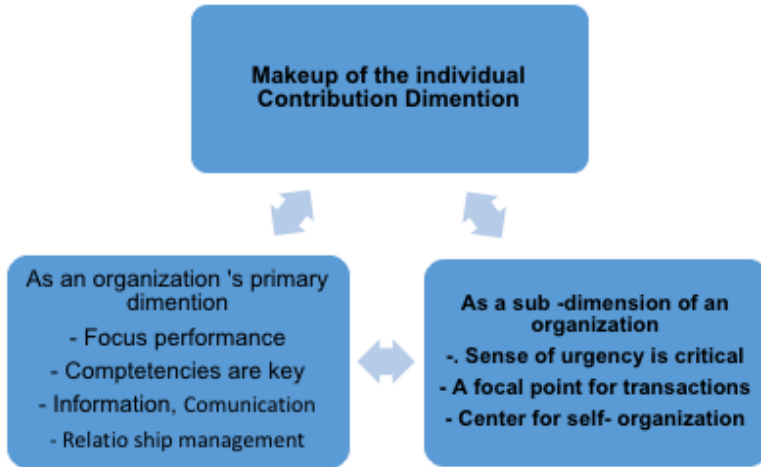 Makeup of the individual
Contribution Dimention
As an organization 's primary
dimention
- Focus performance
- Comptetencies are key
- Information, Comunication
- Relatio ship management
As a sub -dimension of an
organization
-. Sense of urgency is critical
- A focal point for transactions
- Center for self- organization